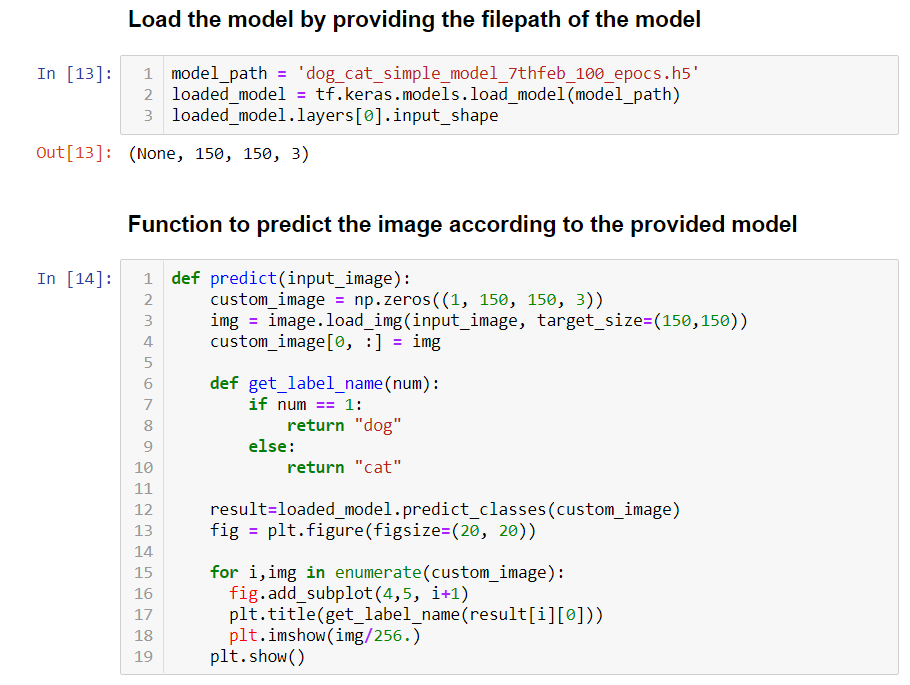 Load the model by providing the filepath of the model
In [13]:
1 model_path = 'dog_cat_simple_model_7thfeb_100_epocs.h5'
2 loaded_model = tf.keras.models.load_model(model_path)
3 loaded_model.layers[0].input_shape
Out[13]: (None, 150, 150, 3)
Function to predict the image according to the provided model
In [14]:
1 def predict(input_image):
2     custom_image = np.zeros((1, 150, 150, 3))
3     img = image.load_img(input_image, target_size=(150,150))
4     custom_image[0, :] = img
5
6     def get_label_name(num):
7         if num == 1:
8             return "dog"
9         else:
10             return "cat"
11
12     result=loaded_model.predict_classes(custom_image)
13     fig = plt.figure(figsize=(20, 20))
14
15     for i,img in enumerate(custom_image):
16       fig.add_subplot(4,5, i+1)
17       plt.title(get_label_name(result[i][0]))
18       plt.imshow(img/256.)
19     plt.show()